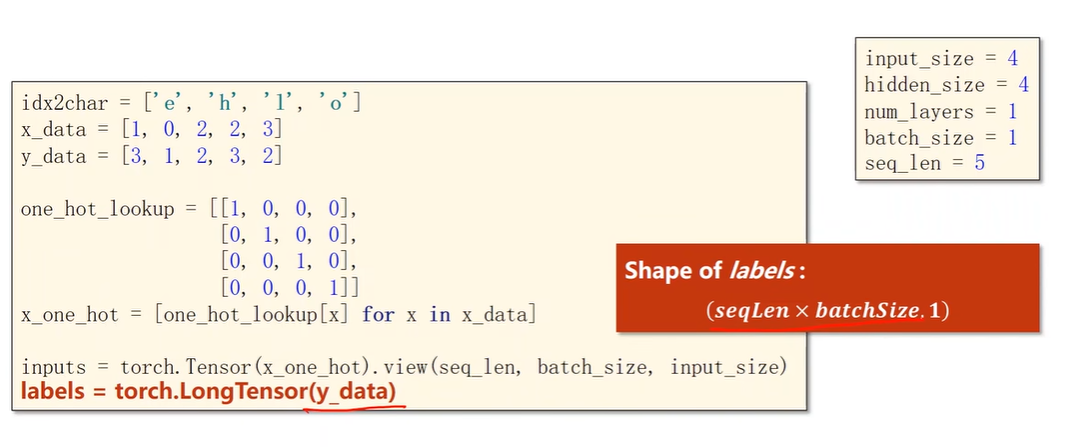 idx2char = ['e', 'h', 'l', 'o']
x_data = [1, 0, 2, 2, 3]
y_data = [3, 1, 2, 3, 2]
one_hot_lookup = [[1, 0, 0, 0],
[0, 1, 0, 0],
[0, 0, 1, 0],
[0, 0, 0, 1]]
x_one_hot = [one_hot_lookup[x] for x in x_data]
inputs = torch.Tensor(x_one_hot).view(seq_len, batch_size, input_size)
labels = torch.LongTensor(y_data)
input_size = 4
hidden_size = 4
num_layers = 1
batch_size = 1
seq_len = 5
Shape of labels:
(seqLen × batchSize, 1)